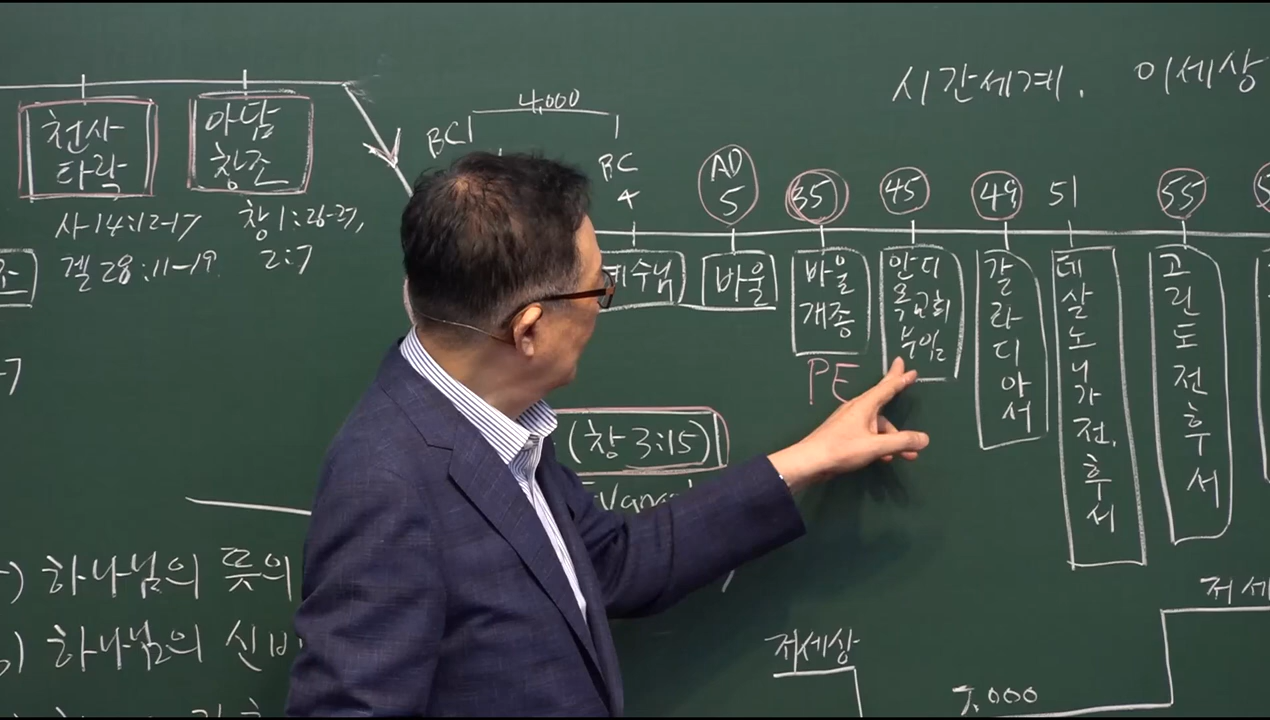 시간세계. 이세상
4,000
BC
BC
4
AD
5
35
45
49
51
55
천사
타락
아담
창조
사14:12-17
겔28:11-19
창1:26-27,
2:7
예수님
바울
바울
개종
PE
안디
옥교회
부임
갈라디아서
데살로니가전.후서
고린도전후서
(창3:15)
-7
하나님의 뜻의
하나님의 신비
저세상
7,000
저세